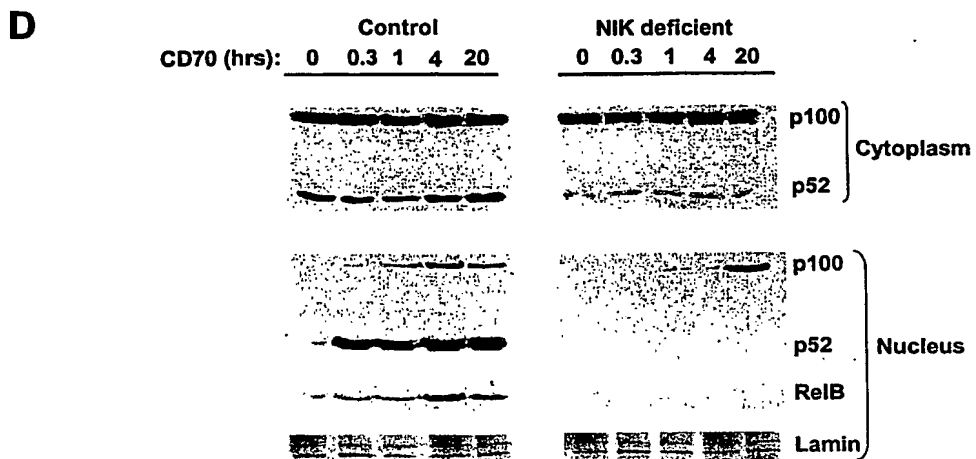 D
Control NIK deficient
CD70 (hrs): 0 0.3 1 4 20 0 0.3 1 4 20
p100
Cytoplasm
p52
p100
p52
Nucleus
RelB
Lamin